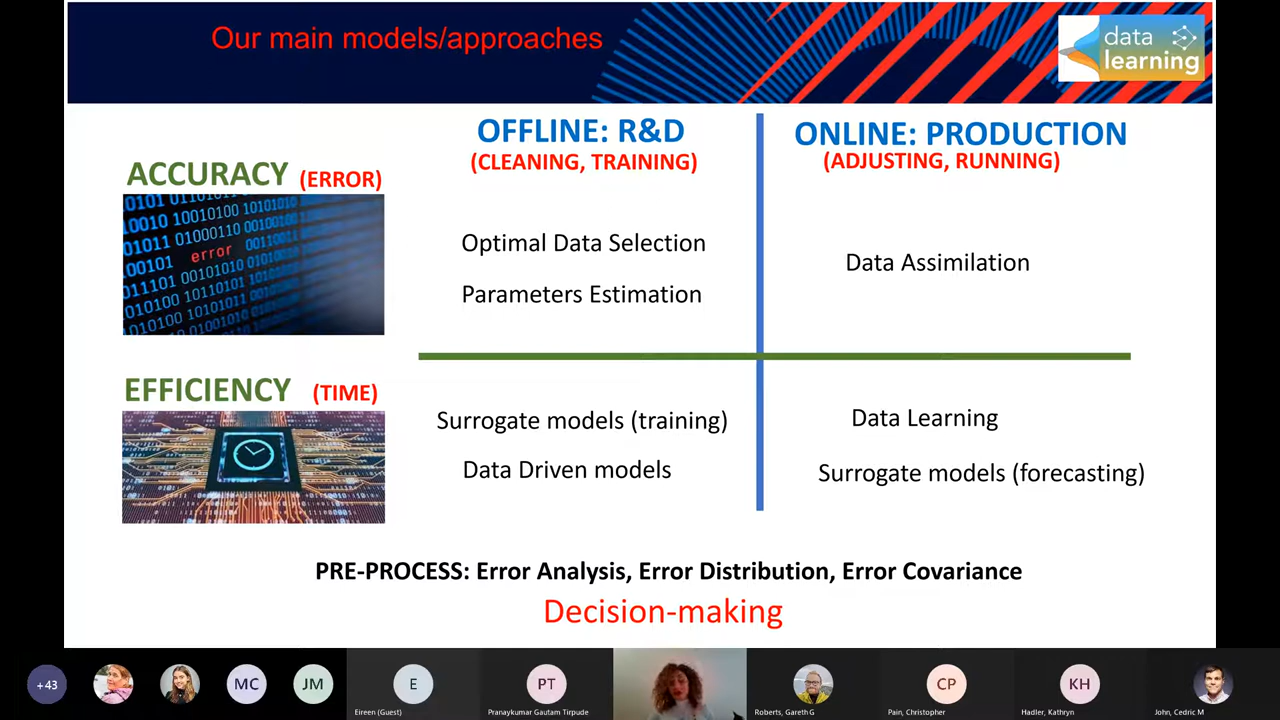 Our main models/approaches
data
learning
OFFLINE: R&D
(CLEANING, TRAINING)
ONLINE: PRODUCTION
(ADJUSTING, RUNNING)
ACCURACY (ERROR)
error
Optimal Data Selection
Parameters Estimation
Data Assimilation
EFFICIENCY (TIME)
Surrogate models (training)
Data Driven models
Data Learning
Surrogate models (forecasting)
PRE-PROCESS: Error Analysis, Error Distribution, Error Covariance
Decision-making
+43
MC
JM
E
Eireen (Guest)
PT
Pranaykumar Gautam Tirpude
Roberts, Gareth G
CP
Pain, Christopher
KH
Hadler, Kathryn
John, Cedric M